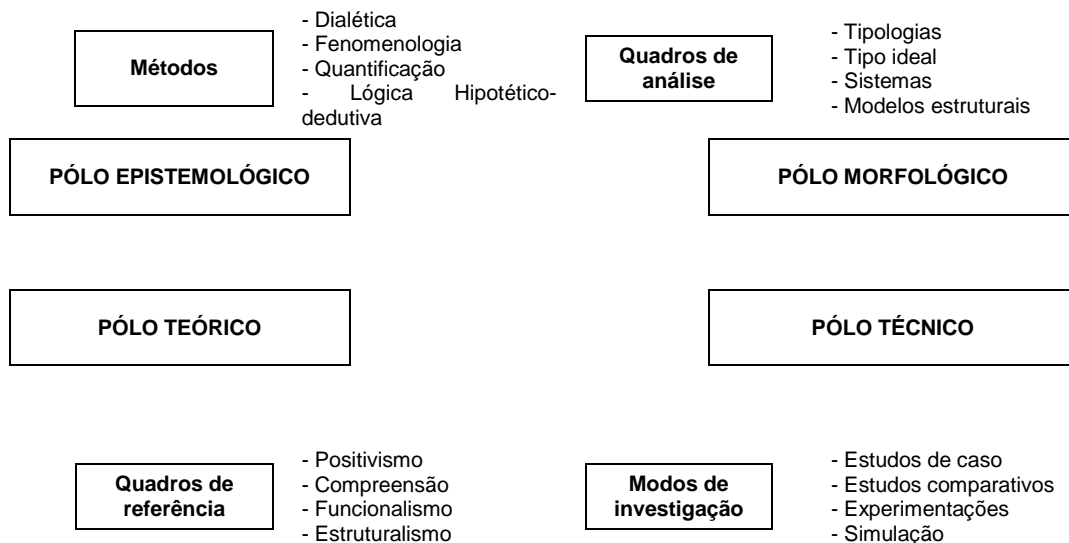 Métodos
- Dialética
- Fenomenologia
- Quantificação
- Lógica Hipotético-
dedutiva
Quadros de
análise
- Tipologias
- Tipo ideal
- Sistemas
- Modelos estruturais
PÓLO EPISTEMOLÓGICO
PÓLO MORFOLÓGICO
PÓLO TEÓRICO
PÓLO TÉCNICO
Quadros de
referência
- Positivismo
- Compreensão
- Funcionalismo
- Estruturalismo
Modos de
investigação
- Estudos de caso
- Estudos comparativos
- Experimentações
- Simulação